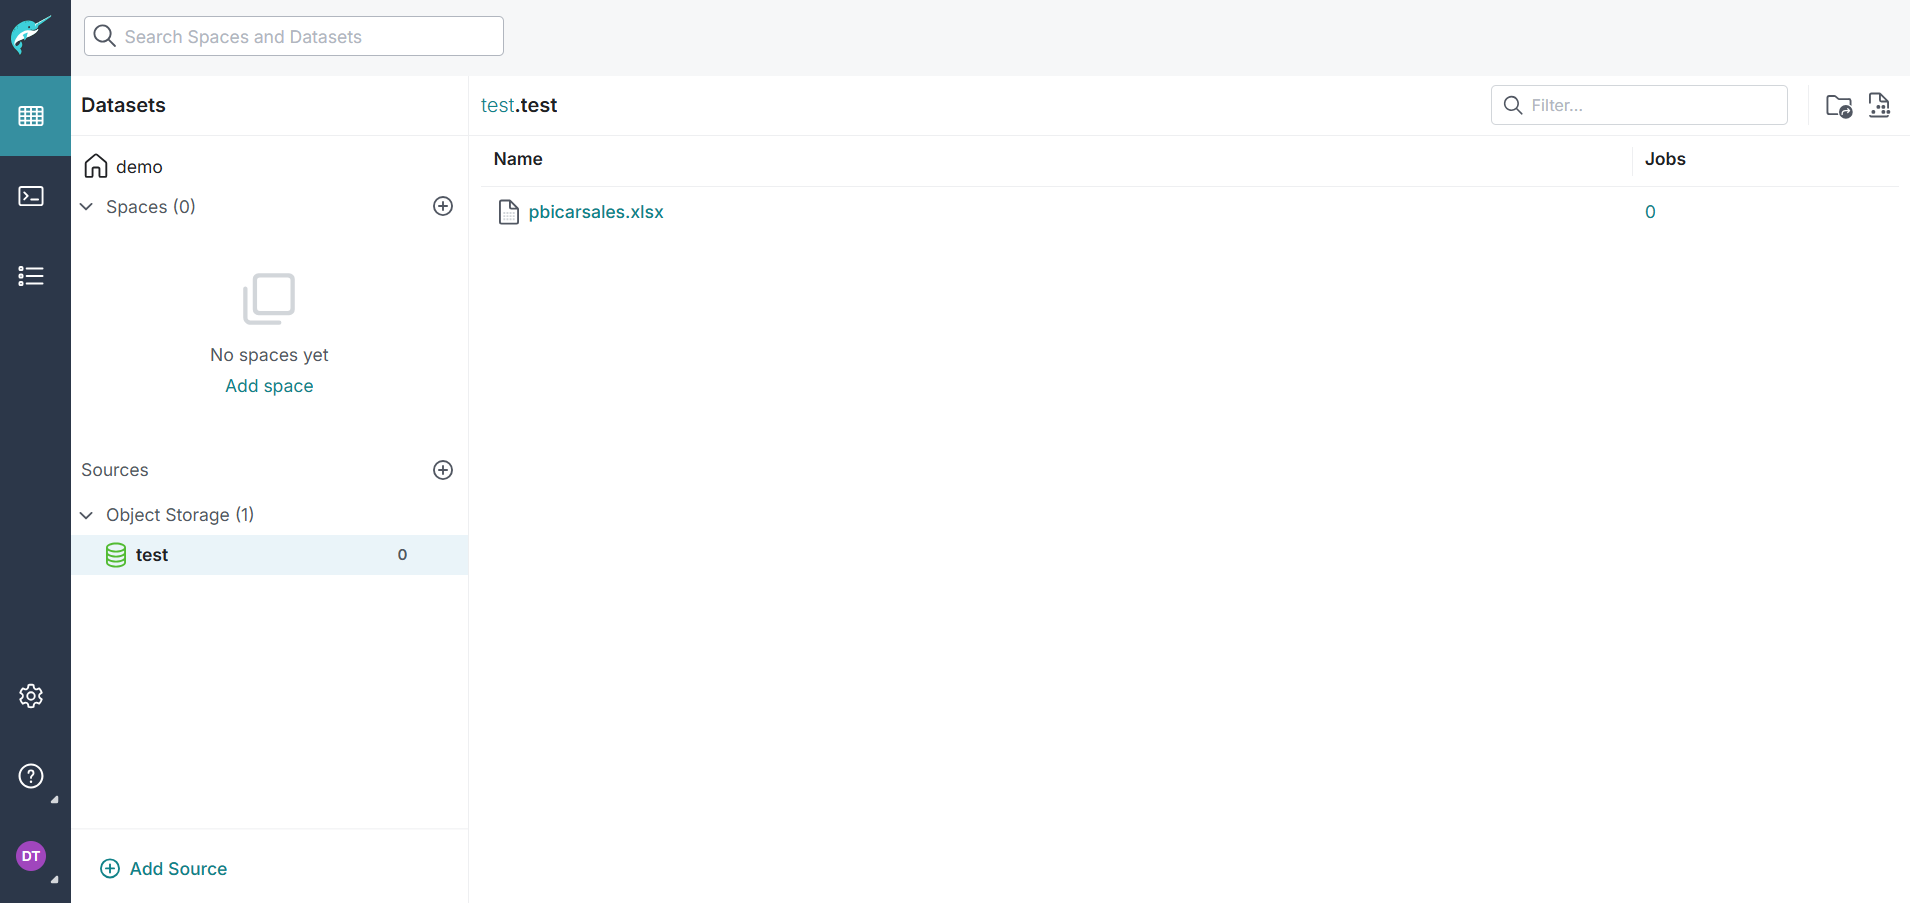 Search Spaces and Datasets
Datasets
test.test
Filter...
demo
Name
Jobs
Spaces (0)
pbicarsales.xlsx
0
No spaces yet
Add space
Sources
Object Storage (1)
test
0
Add Source
DT